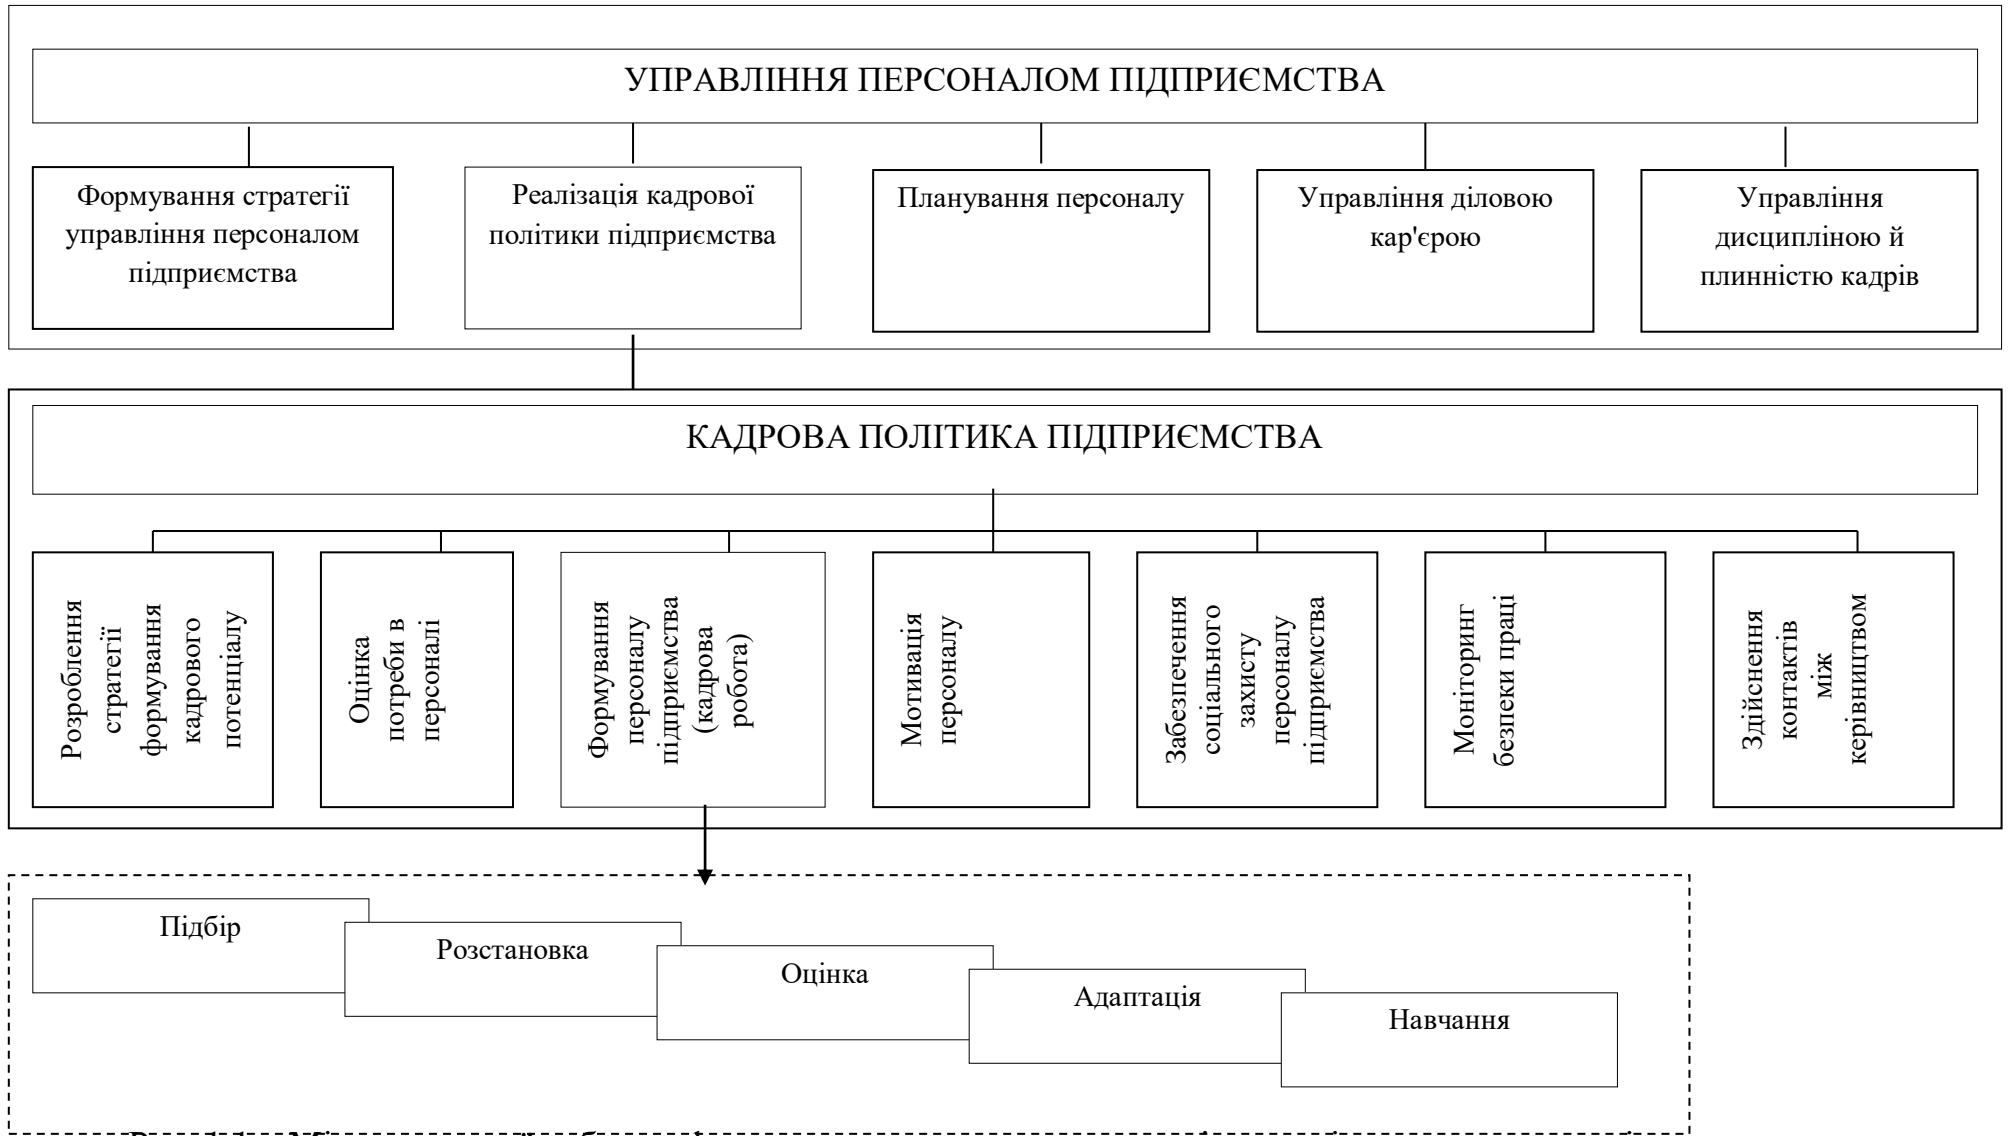 УПРАВЛІННЯ ПЕРСОНАЛОМ ПІДПРИЄМСТВА
Формування стратегії
управління персоналом
підприємства
Реалізація кадрової
політики підприємства
Планування персоналу
Управління діловою
кар'єрою
Управління
дисципліною й
плинністю кадрів
КАДРОВА ПОЛІТИКА ПІДПРИЄМСТВА
Розроблення
стратегії
формування
кадрового
потенціалу
Оцінка
потреби в
персоналі
Формування
персоналу
підприємства
(кадрова
робота)
Мотивація
персоналу
Забезпечення
соціального
захисту
персоналу
підприємства
Моніторинг
безпеки праці
Здійснення
контактів
між
керівництвом
Підбір
Розстановка
Оцінка
Адаптація
Навчання